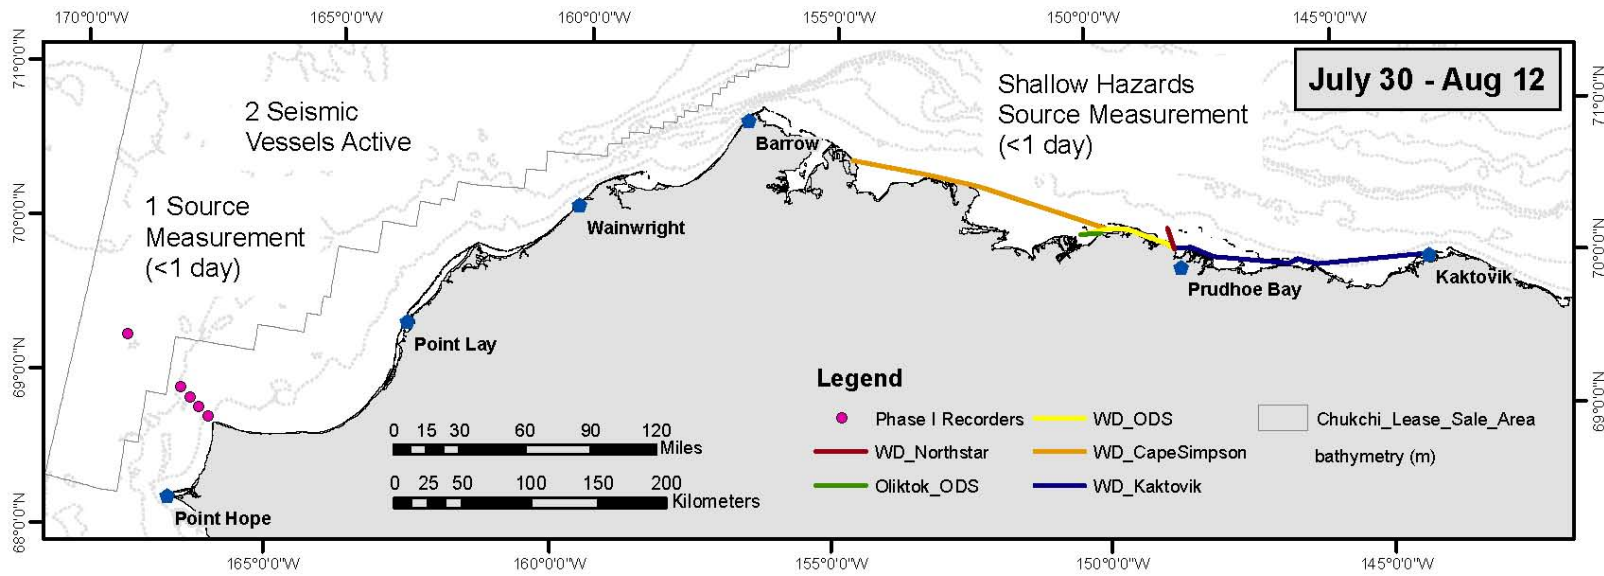 170°0'0"W 165°0'0"W 160°0'0"W 155°0'0"W 150°0'0"W 145°0'0"W
71°0'0"N
70°0'0"N
69°0'0"N
68°0'0"N
71°0'0"N
70°0'0"N
69°0'0"N
July 30 - Aug 12
2 Seismic
Vessels Active
Shallow Hazards
Source Measurement
(<1 day)
1 Source
Measurement
(<1 day)
Barrow
Wainwright
Prudhoe Bay
Kaktovik
Point Lay
Point Hope
0 15 30 60 90 120
Miles
0 25 50 100 150 200
Kilometers
Legend
Phase I Recorders
WD_Northstar
Oliktok_ODS
WD_ODS
WD_CapeSimpson
WD_Kaktovik
Chukchi_Lease_Sale_Area
bathymetry (m)
165°0'0"W 160°0'0"W 155°0'0"W 150°0'0"W 145°0'0"W